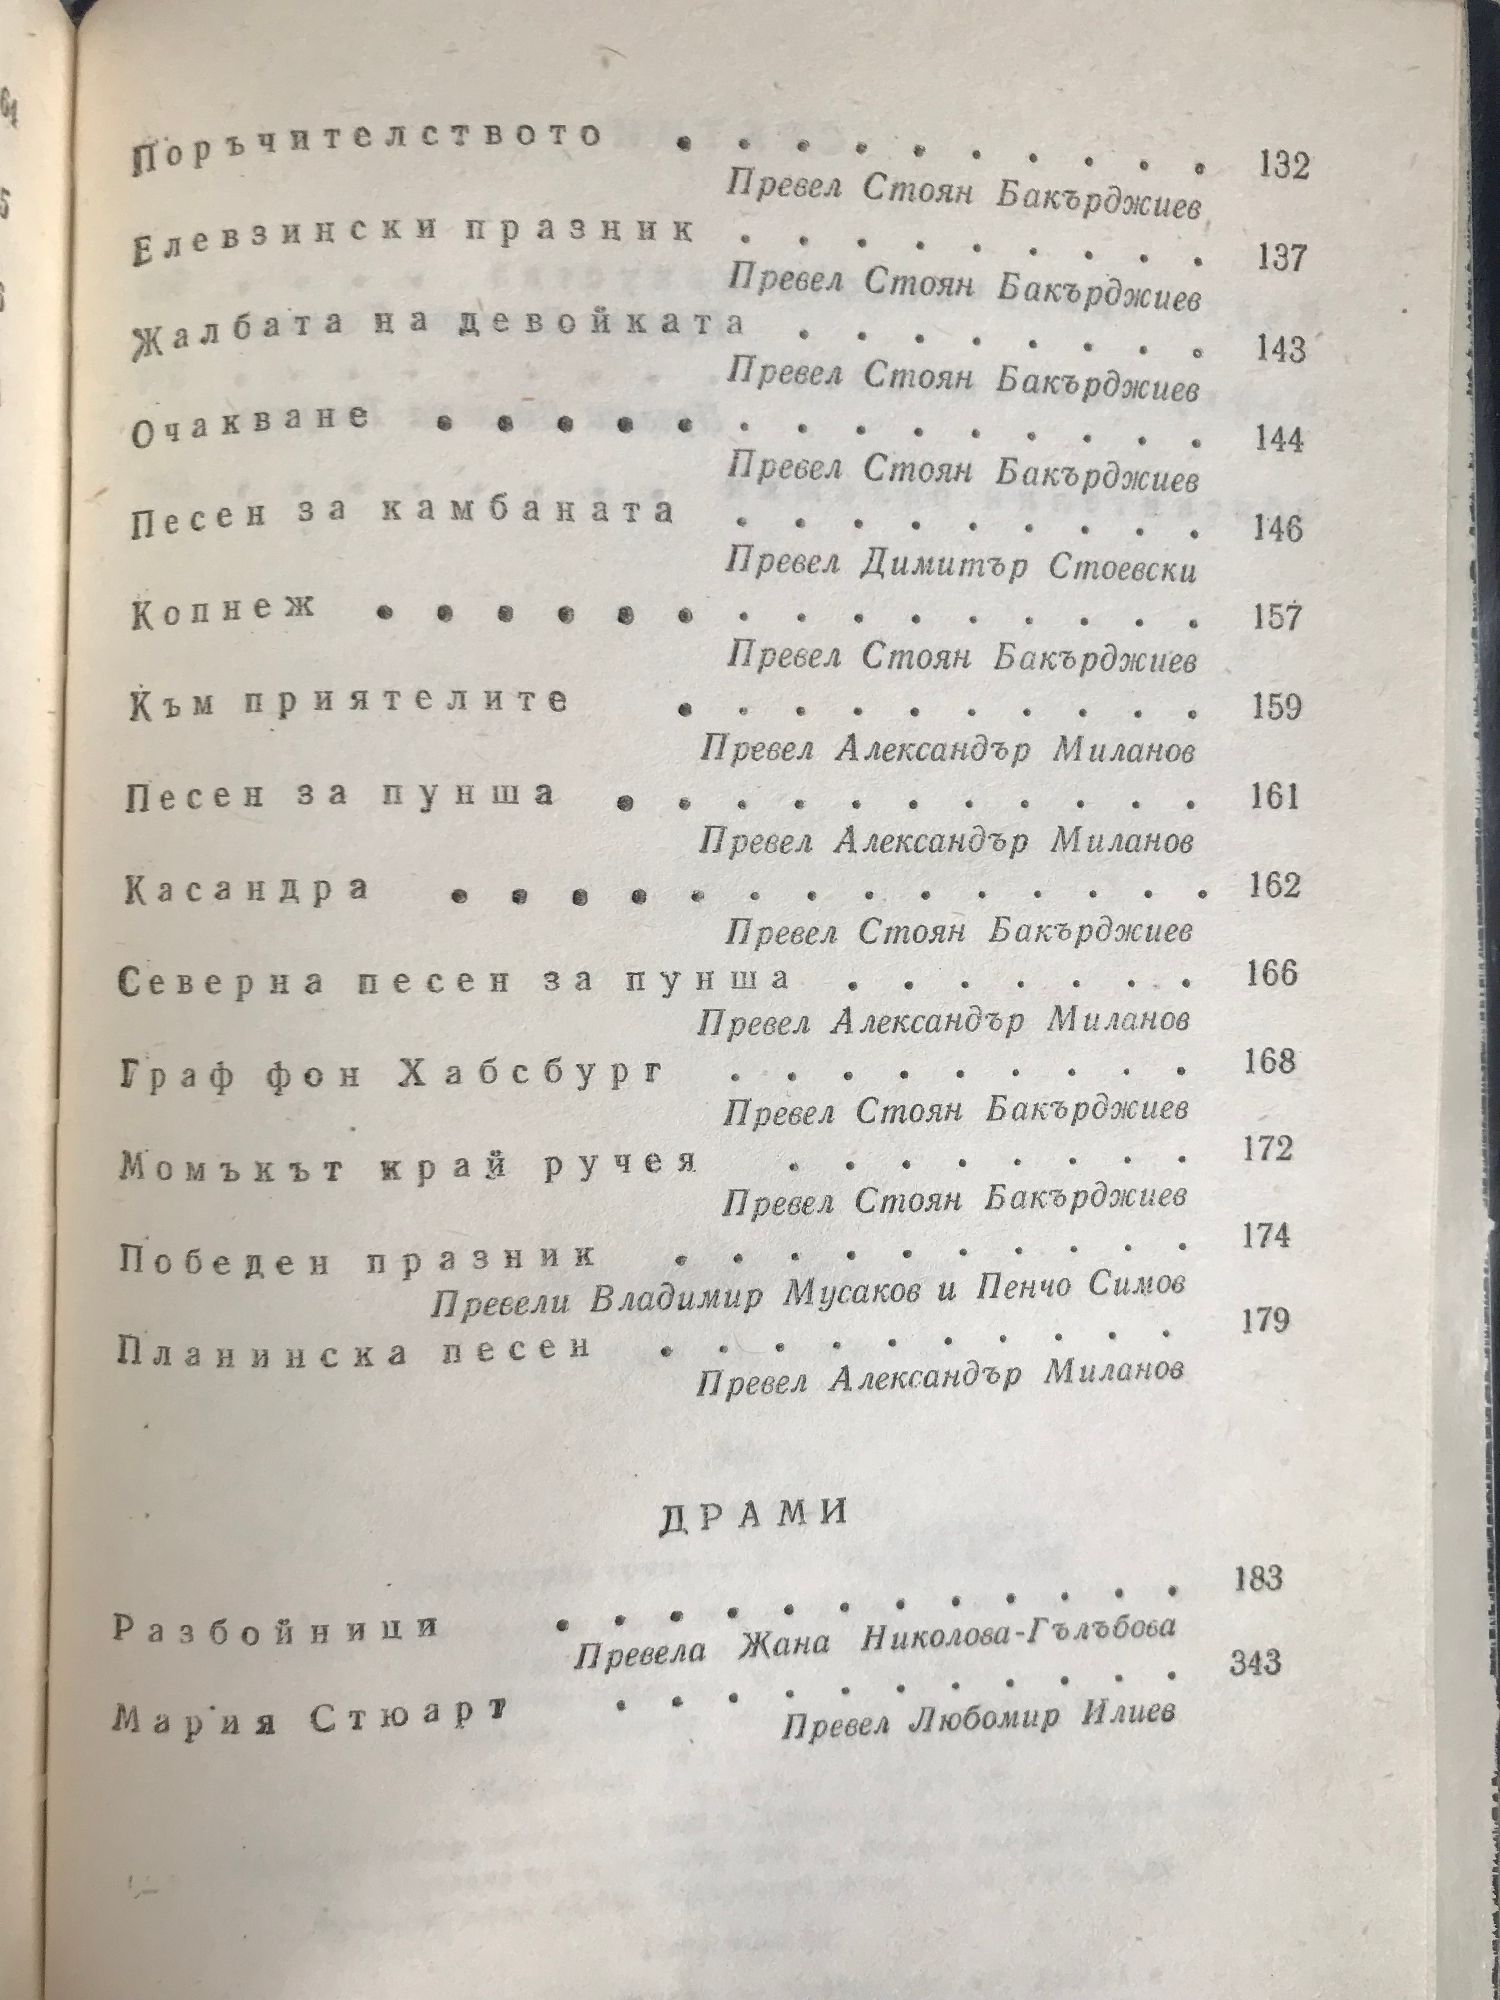 Поръчителството . . . . . . . . . . 132
Превел Стоян Бакърджиев
Елевзински празник . . . . . . . . . 137
Превел Стоян Бакърджиев
Жалбата на девойката . . . . . . . . 143
Превел Стоян Бакърджиев
Очакване . . . . . . . . . . . . . . 144
Превел Стоян Бакърджиев
Песен за камбаната . . . . . . . . . 146
Превел Димитър Стоевски
Копнеж . . . . . . . . . . . . . . . 157
Превел Стоян Бакърджиев
Към приятелите . . . . . . . . . . 159
Превел Александър Миланов
Песен за пунша . . . . . . . . . . . 161
Превел Александър Миланов
Касандра . . . . . . . . . . . . . . 162
Превел Стоян Бакърджиев
Северна песен за пунша . . . . . . . 166
Превел Александър Миланов
Граф фон Хабсбург . . . . . . . . . 168
Превел Стоян Бакърджиев
Момъкът край ручея . . . . . . . . 172
Превел Стоян Бакърджиев
Победен празник . . . . . . . . . . 174
Превели Владимир Мусаков и Пенчо Симов
Планинска песен . . . . . . . . . . 179
Превел Александър Миланов
ДРАМИ
Разбойници . . . . . . . . . . . . 183
Превела Жана Николова-Гълъбова
Мария Стюарт . . . . . . . . . . . 343
Превел Любомир Илиев